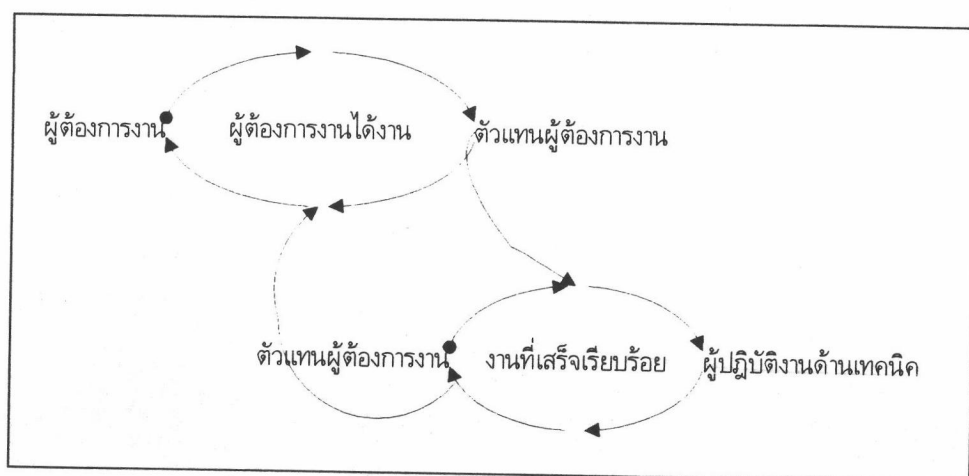 ผู้ต้องการงาน ผู้ต้องการงานได้งาน ตัวแทนผู้ต้องการงาน
ตัวแทนผู้ต้องการงาน งานที่เสร็จเรียบร้อย ผู้ปฎิบัติงานด้านเทคนิค